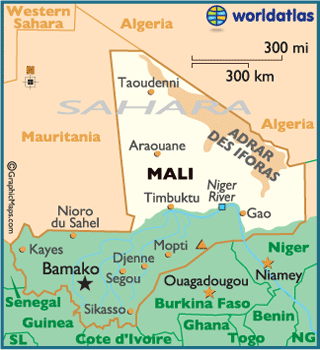 Western
Sahara
Algeria
worldatlas
300 mi
300 km
Taoudenni
SAHARA
Mauritania
ADRAR
DES IFORAS
Algeria
Araouane
MALI
Timbuktu
Niger
River
Gao
Nioro
du Sahel
Kayes
Mopti
Niger
Bamako
Djenne
Segou
Niamey
Ouagadougou
Senegal
Sikasso
Burkina Faso
Benin
Guinea
Ghana
SL
Cote d'Ivoire
Togo
NG
©GraphicMaps.com